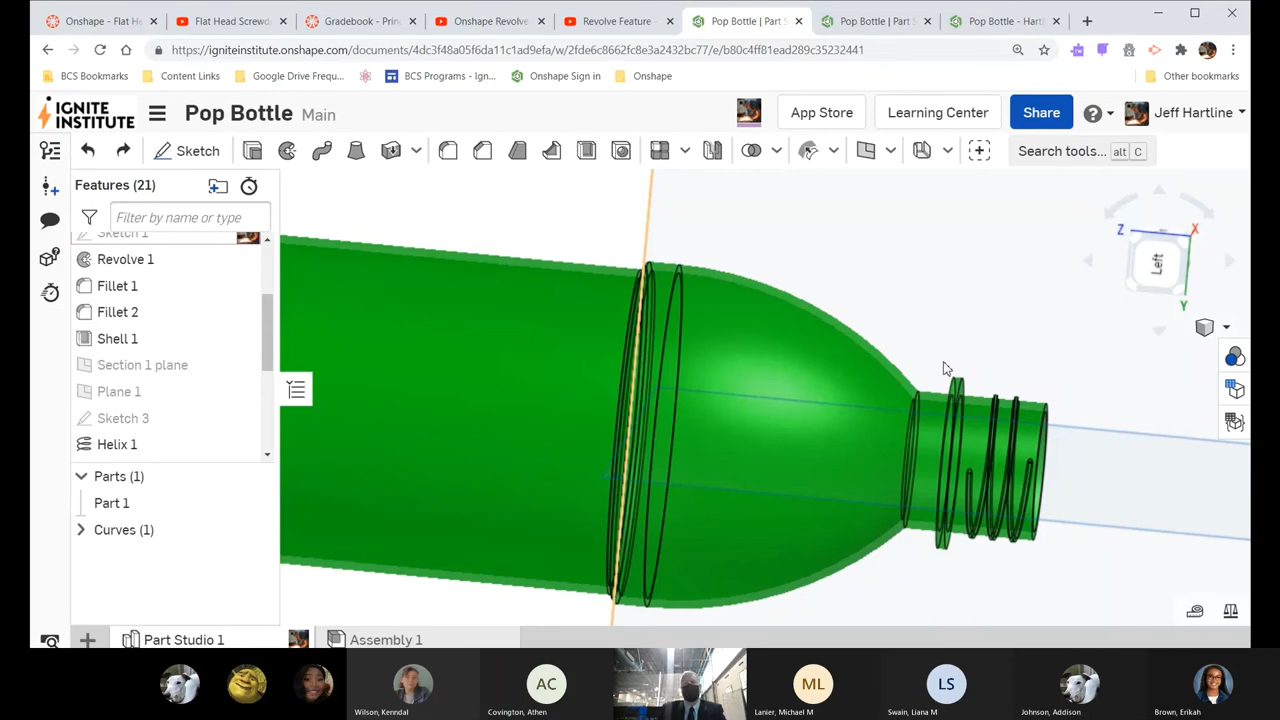 Onshape - Flat He
Flat Head Screwd
Gradebook - Prin
Onshape Revolve
Revolve Feature -
Pop Bottle | Part S
Pop Bottle | Part S
Pop Bottle - Hartl
https://igniteinstitute.onshape.com/documents/4dc3f48a05f6da11c1ad9efa/w/2fde6c8662fc8e3a2432bc77/e/b80c4ff81ead289c35232441
BCS Bookmarks
Content Links
Google Drive Frequ...
BCS Programs - Ign...
Onshape Sign in
Onshape
Other bookmarks
IGNITE
INSTITUTE
Pop Bottle Main
App Store
Learning Center
Share
Jeff Hartline
Sketch
Search tools... alt C
Features (21)
Filter by name or type
Sketch 1
Revolve 1
Fillet 1
Fillet 2
Shell 1
Section 1 plane
Plane 1
Sketch 3
Helix 1
Parts (1)
Part 1
Curves (1)
Z
X
Left
Y
Part Studio 1
Assembly 1
AC
ML
LS
Wilson, Kenndal
Covington, Athen
Lanier, Michael M
Swain, Liana M
Johnson, Addison
Brown, Erikah